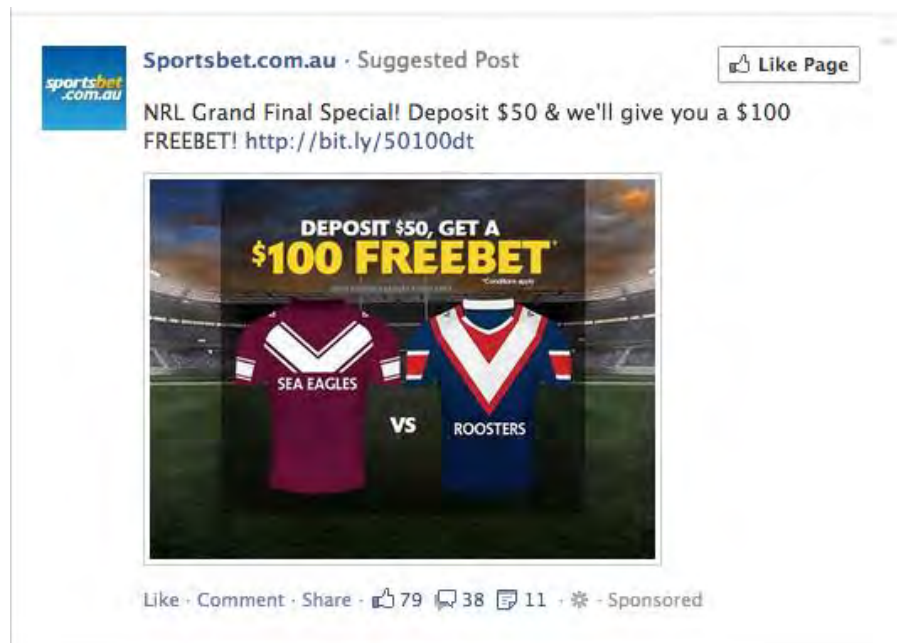 sportsbet
.com.au
Sportsbet.com.au · Suggested Post
Like Page
NRL Grand Final Special! Deposit $50 & we'll give you a $100
FREEBET! http://bit.ly/50100dt
DEPOSIT $50, GET A
$100 FREEBET*
*Conditions apply
SEA EAGLES
VS
ROOSTERS
Like · Comment · Share · 79 38 11 · Sponsored